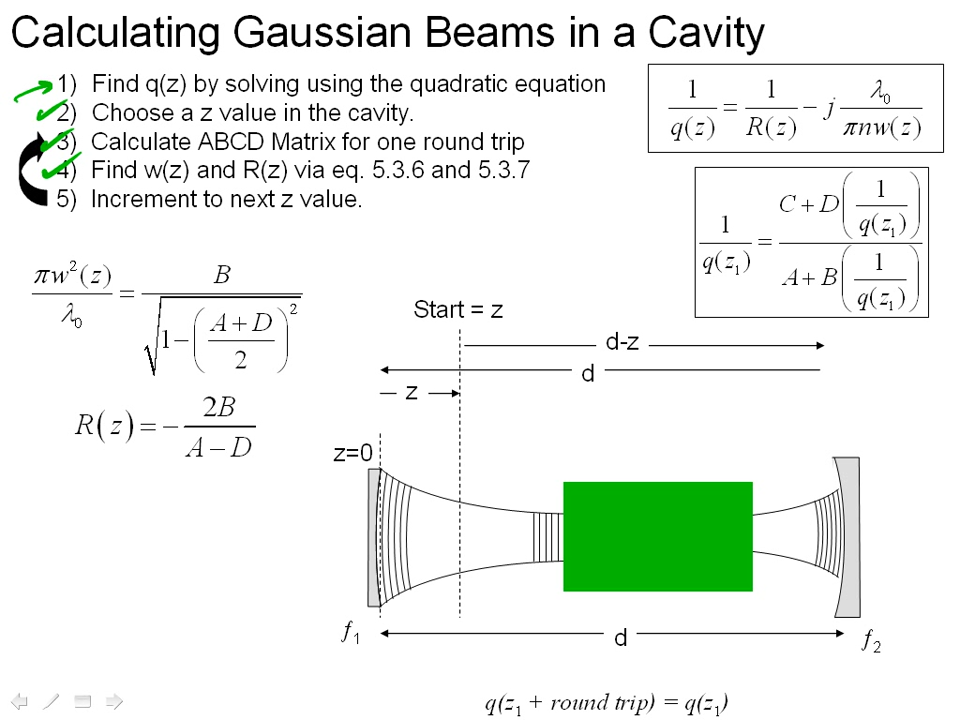 Calculating Gaussian Beams in a Cavity
1) Find q(z) by solving using the quadratic equation
2) Choose a z value in the cavity.
3) Calculate ABCD Matrix for one round trip
4) Find w(z) and R(z) via eq. 5.3.6 and 5.3.7
5) Increment to next z value.
1/q(z) = 1/R(z) − j λ₀/πnw(z)
1/q(z₁) = (C + D(1/q(z₁)))/(A + B(1/q(z₁)))
πw²(z)/λ₀ = B/√(1−((A+D)/2)²)
R(z) = −2B/(A−D)
Start = z
d-z
d
z
z=0
f₁
d
f₂
q(z₁ + round trip) = q(z₁)